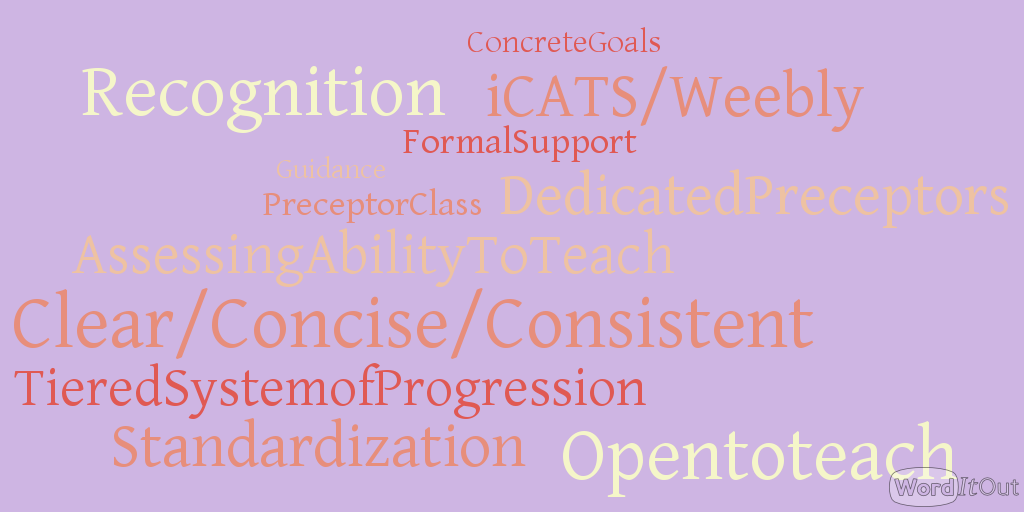 ConcreteGoals
Recognition
iCATS/Weebly
FormalSupport
Guidance
PreceptorClass
DedicatedPreceptors
AssessingAbilityToTeach
Clear/Concise/Consistent
TieredSystemofProgression
Standardization
Opentoteach
WordItOut